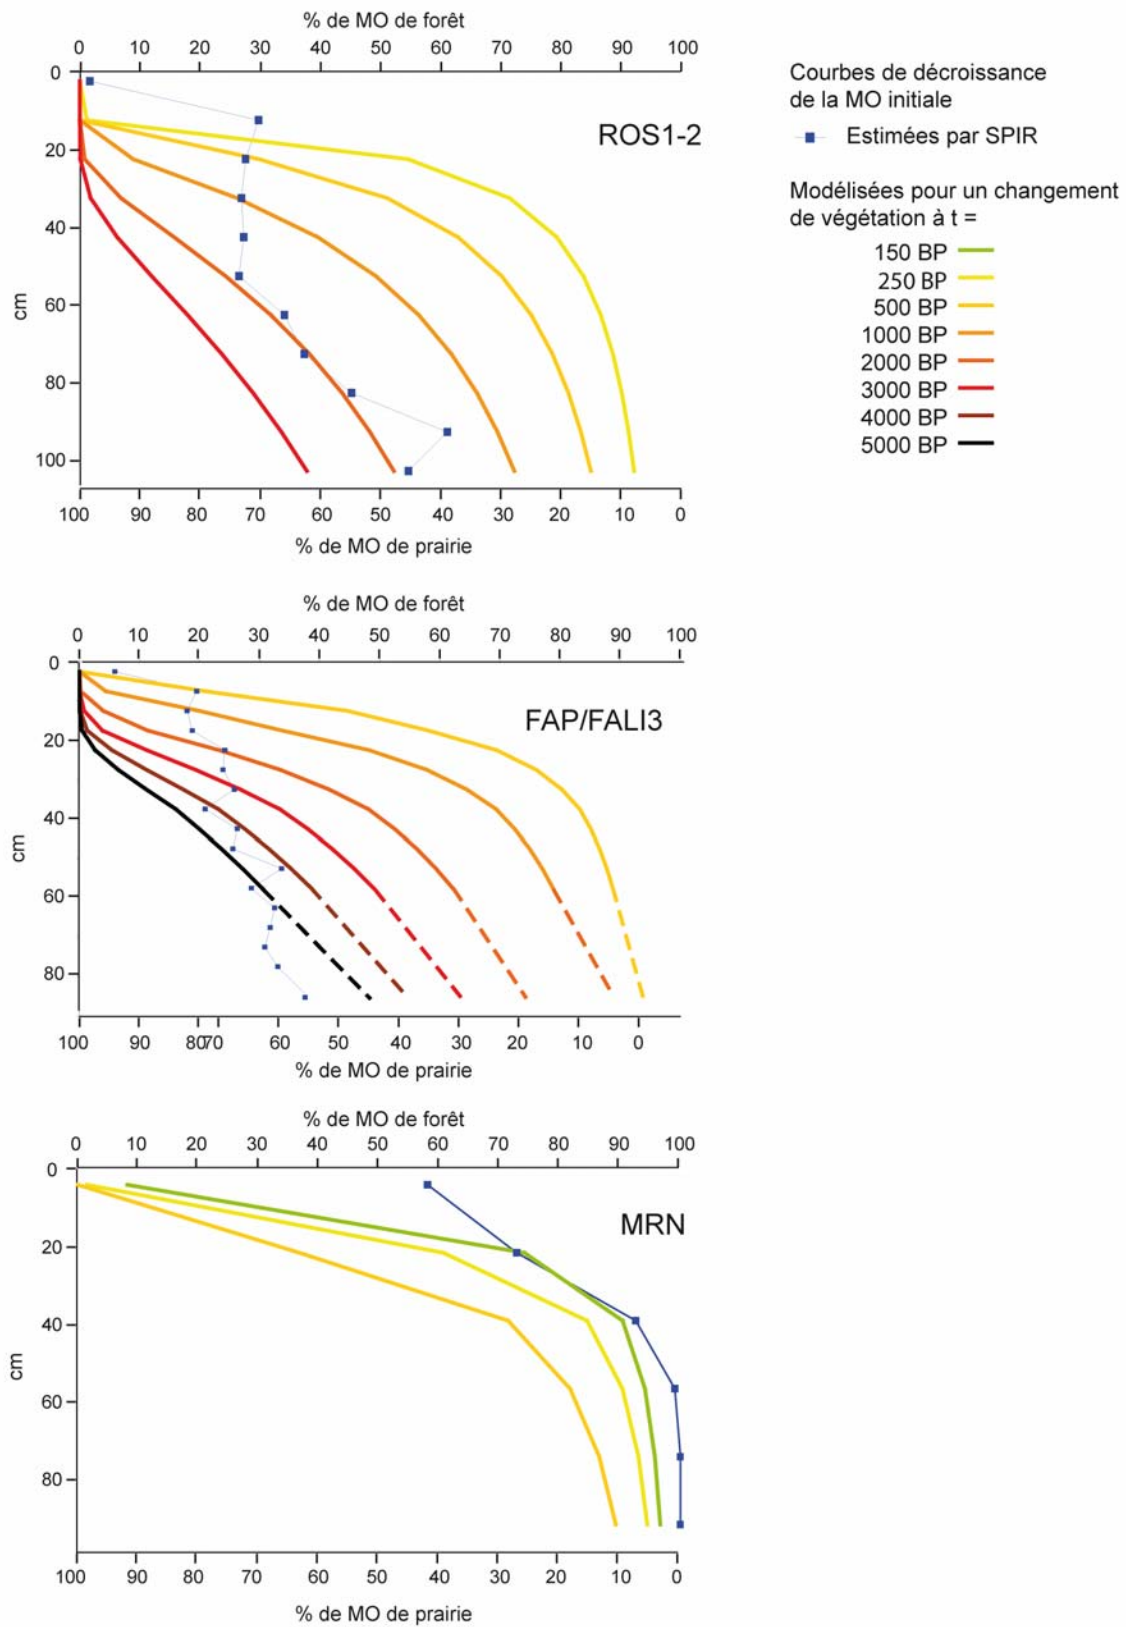 % de MO de forêt
0 10 20 30 40 50 60 70 80 90 100
0
20
40
60
80
100
cm
ROS1-2
100 90 80 70 60 50 40 30 20 10 0
% de MO de prairie
Courbes de décroissance
de la MO initiale
Estimées par SPIR
Modélisées pour un changement
de végétation à t =
150 BP
250 BP
500 BP
1000 BP
2000 BP
3000 BP
4000 BP
5000 BP
% de MO de forêt
0 10 20 30 40 50 60 70 80 90 100
0
20
40
60
80
cm
FAP/FALI3
100 90 80 70 60 50 40 30 20 10 0
% de MO de prairie
% de MO de forêt
0 10 20 30 40 50 60 70 80 90 100
0
20
40
60
80
cm
MRN
100 90 80 70 60 50 40 30 20 10 0
% de MO de prairie